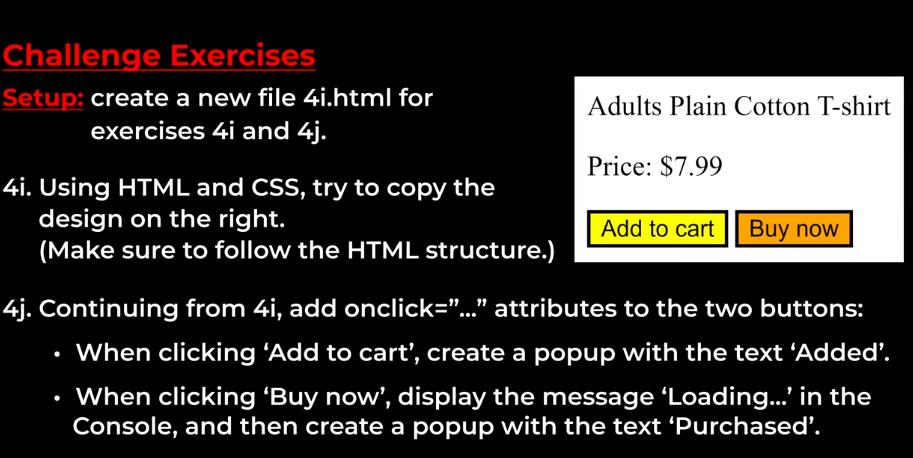 Challenge Exercises
Setup: create a new file 4i.html for
exercises 4i and 4j.
4i. Using HTML and CSS, try to copy the
design on the right.
(Make sure to follow the HTML structure.)
Adults Plain Cotton T-shirt
Price: $7.99
Add to cart Buy now
4j. Continuing from 4i, add onclick=”...” attributes to the two buttons:
• When clicking ‘Add to cart’, create a popup with the text ‘Added’.
• When clicking ‘Buy now’, display the message ‘Loading...’ in the
Console, and then create a popup with the text ‘Purchased’.